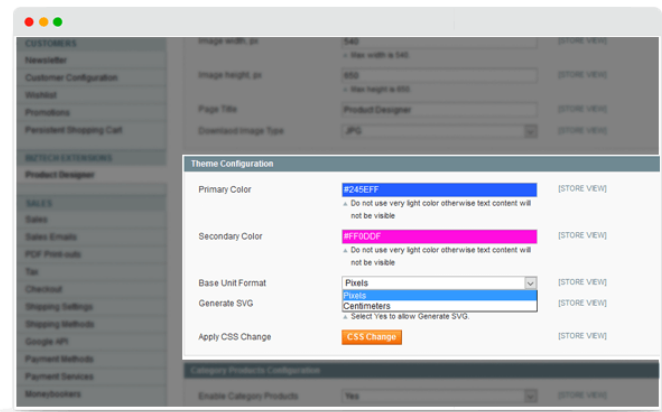 CUSTOMERS
Newsletter
Customer Configuration
Wishlist
Promotions
Persistent Shopping Cart
BIZTECH EXTENSIONS
Product Designer
SALES
Sales
Sales Emails
PDF Print-outs
Tax
Checkout
Shipping Settings
Shipping Methods
Google API
Payment Methods
Payment Services
Moneybookers
Image width, px 540 [STORE VIEW]
Max width is 540.
Image height, px 650 [STORE VIEW]
Max height is 650.
Page Title Product Designer [STORE VIEW]
Download Image Type JPG [STORE VIEW]
Theme Configuration
Primary Color #245EFF [STORE VIEW]
Do not use very light color otherwise text content will
not be visible
Secondary Color #FF0DDF [STORE VIEW]
Do not use very light color otherwise text content will
not be visible
Base Unit Format Pixels [STORE VIEW]
Pixels
Generate SVG Centimeters [STORE VIEW]
Select Yes to allow Generate SVG.
Apply CSS Change CSS Change [STORE VIEW]
Category Products Configuration
Enable Category Products Yes [STORE VIEW]